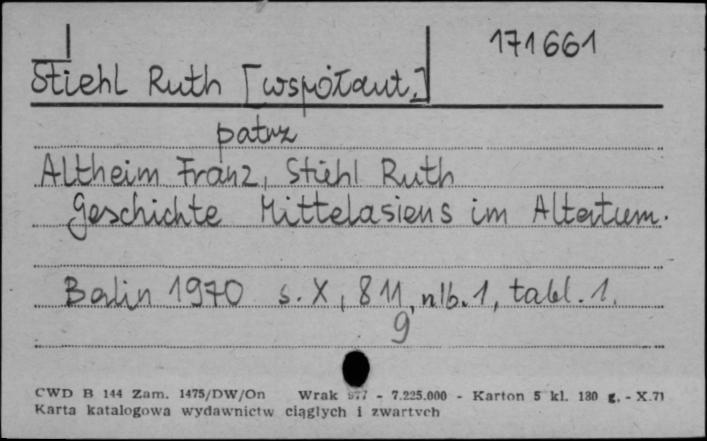 171661
Stiehl Ruth [współaut.]
patrz
Altheim Franz, Stiehl Ruth
Geschichte Mittelasiens im Altertum.
Berlin 1970 s. X, 811, nlb. 1, tabl. 1.
9
CWD B 144 Zam. 1475/DW/On Wrak - 7.225.000 - Karton 5 kl. 180 g. - X.71
Karta katalogowa wydawnictw ciągłych i zwartych